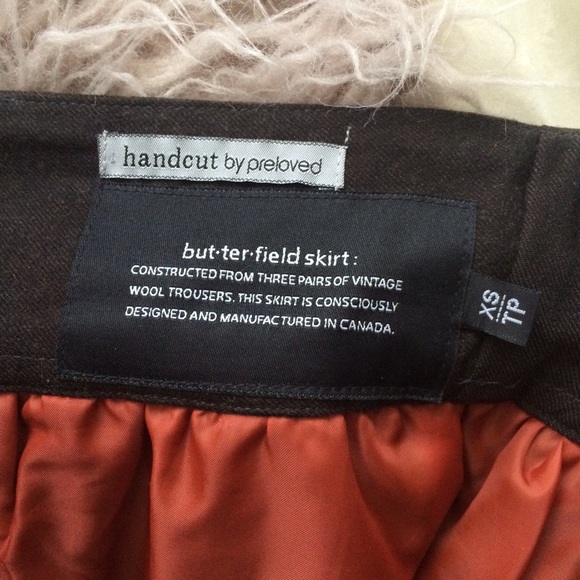 handcut by preloved
but·ter·field skirt:
CONSTRUCTED FROM THREE PAIRS OF VINTAGE
WOOL TROUSERS. THIS SKIRT IS CONSCIOUSLY
DESIGNED AND MANUFACTURED IN CANADA.
XS
TP